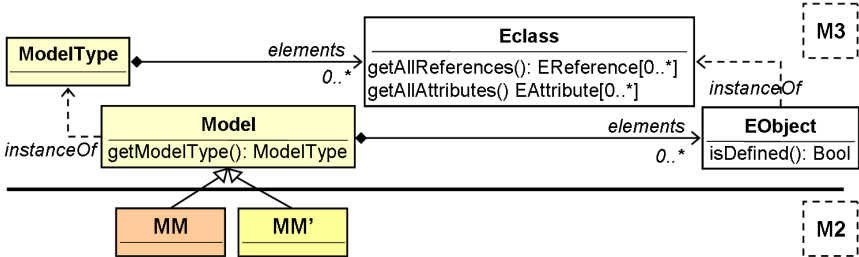 M3
ModelType
elements
0..*
Eclass
getAllReferences(): EReference[0..*]
getAllAttributes() EAttribute[0..*]
instanceOf
instanceOf
Model
getModelType(): ModelType
elements
0..*
EObject
isDefined(): Bool
MM
MM'
M2